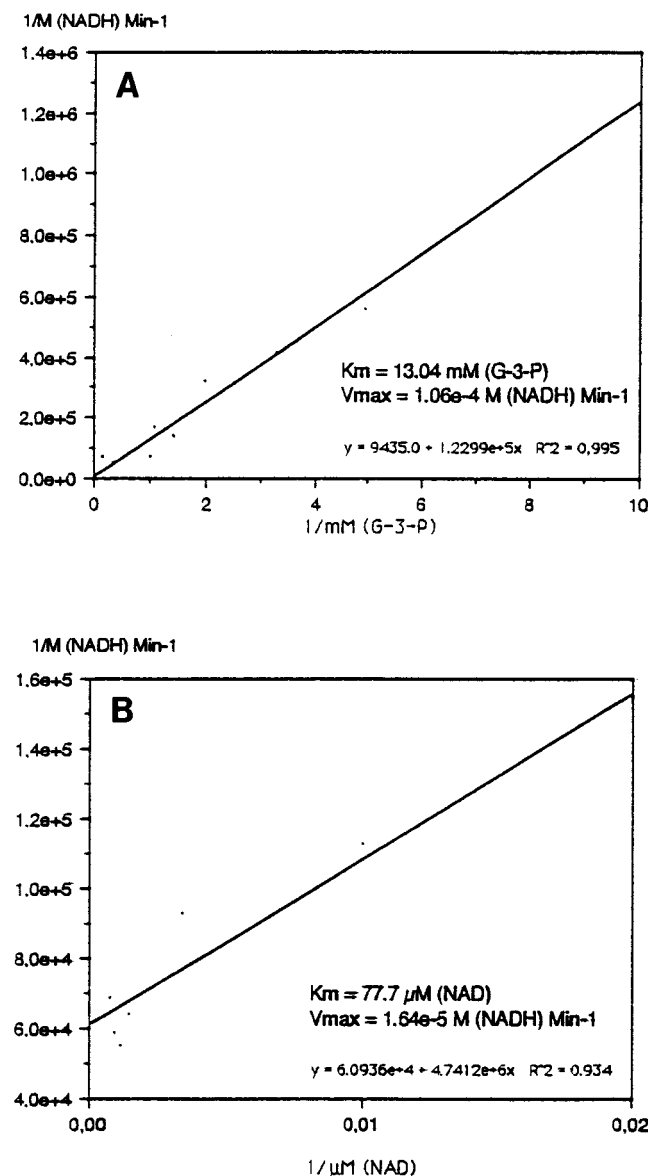 1/M (NADH) Min-1
A
1.4e+6
1.2e+6
1.0e+6
8.0e+5
6.0e+5
4.0e+5
2.0e+5
0.0e+0
Km = 13.04 mM (G-3-P)
Vmax = 1.06e-4 M (NADH) Min-1
y = 9435.0 + 1.2299e+5x R^2 = 0,995
0 2 4 6 8 10
1/mM (G-3-P)
1/M (NADH) Min-1
B
1.6e+5
1.4e+5
1.2e+5
1.0e+5
8.0e+4
6.0e+4
4.0e+4
Km = 77.7 µM (NAD)
Vmax = 1.64e-5 M (NADH) Min-1
y = 6.0936e+4 + 4.7412e+6x R^2 = 0.934
0,00 0,01 0,02
1/µM (NAD)